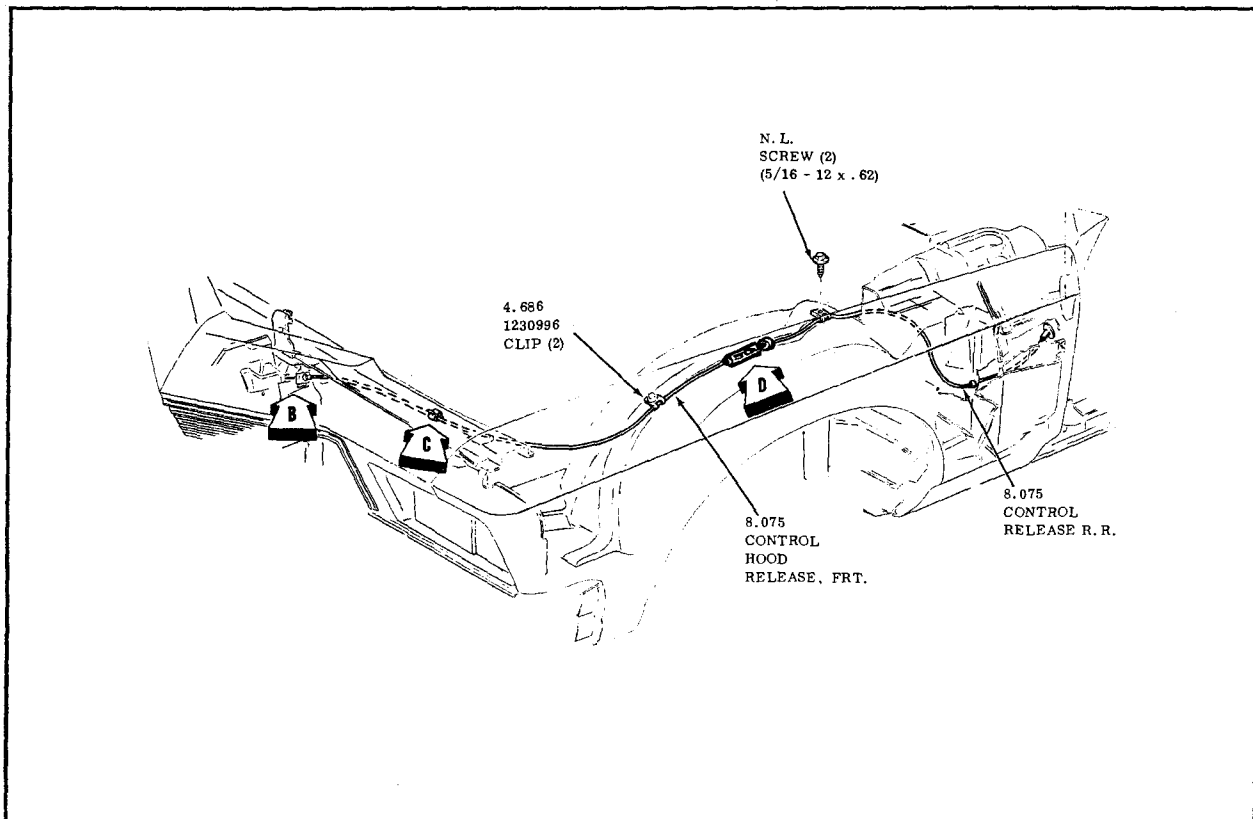 N. L.
SCREW (2)
(5/16 - 12 x .62)
4.686
1230996
CLIP (2)
B
C
D
8.075
CONTROL
HOOD
RELEASE, FRT.
8.075
CONTROL
RELEASE R. R.